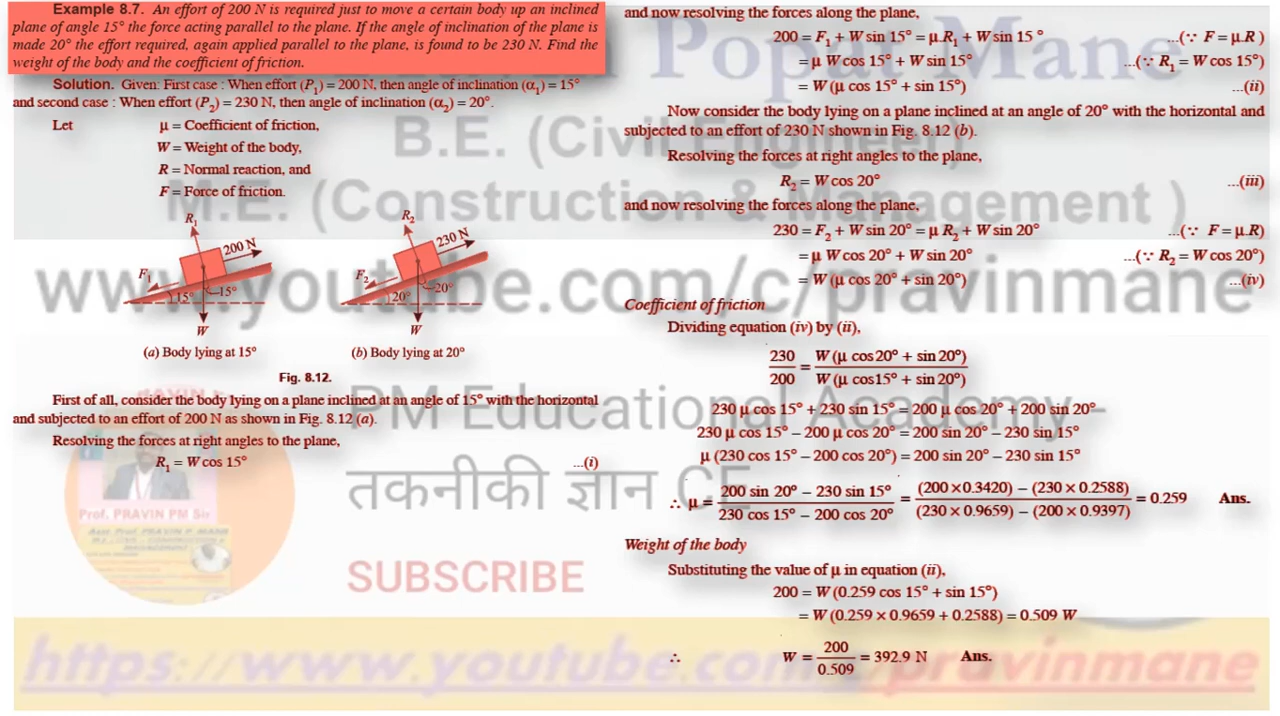 Example 8.7. An effort of 200 N is required just to move a certain body up an inclined
plane of angle 15° the force acting parallel to the plane. If the angle of inclination of the plane is
made 20° the effort required, again applied parallel to the plane, is found to be 230 N. Find the
weight of the body and the coefficient of friction.
Solution. Given: First case : When effort (P₁) = 200 N, then angle of inclination (α₁) = 15°
and second case : When effort (P₂) = 230 N, then angle of inclination (α₂) = 20°.
Let μ = Coefficient of friction,
W = Weight of the body,
R = Normal reaction, and
F = Force of friction.
R₁
200 N
F₁
15°
15°
W
(a) Body lying at 15°
R₂
230 N
F₂
20°
20°
W
(b) Body lying at 20°
Fig. 8.12.
First of all, consider the body lying on a plane inclined at an angle of 15° with the horizontal
and subjected to an effort of 200 N as shown in Fig. 8.12 (a).
Resolving the forces at right angles to the plane,
R₁ = W cos 15° ...(i)
and now resolving the forces along the plane,
200 = F₁ + W sin 15° = μ.R₁ + W sin 15 ° ...(∵ F = μ.R )
= μ W cos 15° + W sin 15° ...(∵ R₁ = W cos 15°)
= W (μ cos 15° + sin 15°) ...(ii)
Now consider the body lying on a plane inclined at an angle of 20° with the horizontal and
subjected to an effort of 230 N shown in Fig. 8.12 (b).
Resolving the forces at right angles to the plane,
R₂ = W cos 20° ...(iii)
and now resolving the forces along the plane,
230 = F₂ + W sin 20° = μ R₂ + W sin 20° ...(∵ F = μ.R)
= μ W cos 20° + W sin 20° ...(∵ R₂ = W cos 20°)
= W (μ cos 20° + sin 20°) ...(iv)
Coefficient of friction
Dividing equation (iv) by (ii),
230/200 = W (μ cos 20° + sin 20°)/W (μ cos15° + sin 20°)
230 μ cos 15° + 230 sin 15° = 200 μ cos 20° + 200 sin 20°
230 μ cos 15° – 200 μ cos 20° = 200 sin 20° – 230 sin 15°
μ (230 cos 15° – 200 cos 20°) = 200 sin 20° – 230 sin 15°
∴ μ = (200 sin 20° – 230 sin 15°)/(230 cos 15° – 200 cos 20°) = ((200 × 0.3420) – (230 × 0.2588))/((230 × 0.9659) – (200 × 0.9397)) = 0.259 Ans.
Weight of the body
Substituting the value of μ in equation (ii),
200 = W (0.259 cos 15° + sin 15°)
= W (0.259 × 0.9659 + 0.2588) = 0.509 W
∴ W = 200/0.509 = 392.9 N Ans.
Popat Mane
B.E. (Civil Engineer)
M.E. (Construction & Management )
www.youtube.com/c/pravinmane
PM Educational Academy -
तकनीकी ज्ञान CE
SUBSCRIBE
Prof. PRAVIN PM Sir
https://www.youtube.com/c/pravinmane